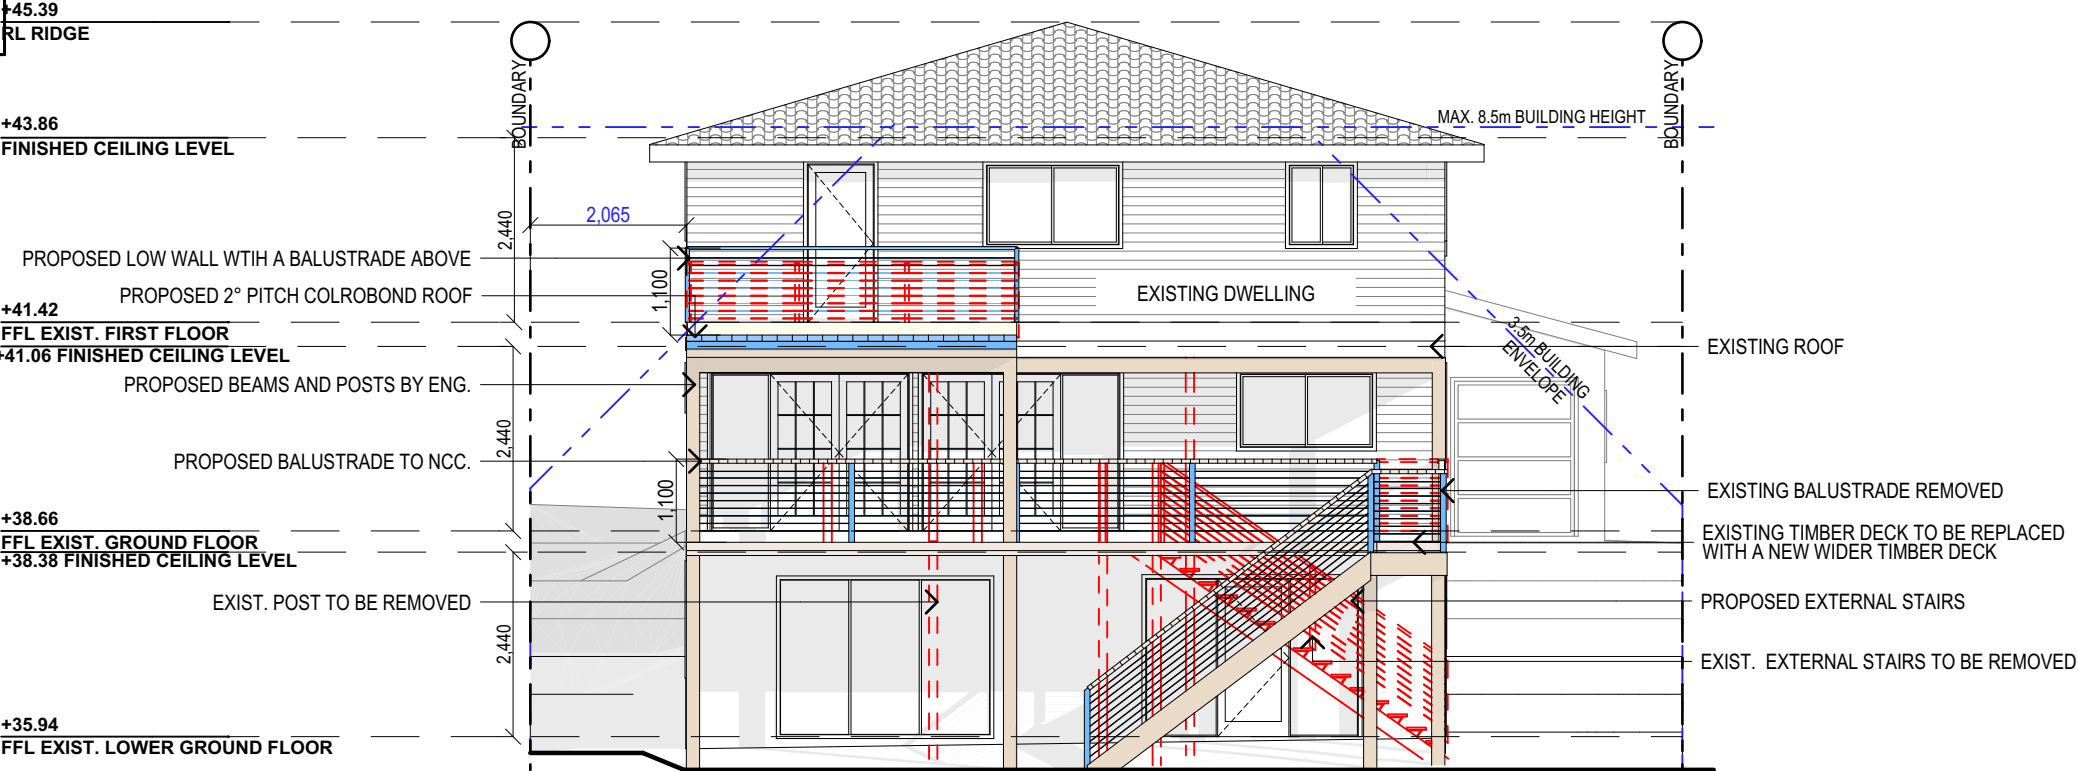 +45.39
RL RIDGE
BOUNDARY
BOUNDARY
MAX. 8.5m BUILDING HEIGHT
+43.86
FINISHED CEILING LEVEL
2,440
2,065
PROPOSED LOW WALL WTIH A BALUSTRADE ABOVE
1,100
PROPOSED 2° PITCH COLROBOND ROOF
EXISTING DWELLING
+41.42
FFL EXIST. FIRST FLOOR
+41.06 FINISHED CEILING LEVEL
3.5m BUILDING
ENVELOPE
EXISTING ROOF
PROPOSED BEAMS AND POSTS BY ENG.
2,440
PROPOSED BALUSTRADE TO NCC.
1,100
EXISTING BALUSTRADE REMOVED
+38.66
FFL EXIST. GROUND FLOOR
+38.38 FINISHED CEILING LEVEL
EXISTING TIMBER DECK TO BE REPLACED
WITH A NEW WIDER TIMBER DECK
EXIST. POST TO BE REMOVED
PROPOSED EXTERNAL STAIRS
2,440
EXIST. EXTERNAL STAIRS TO BE REMOVED
+35.94
FFL EXIST. LOWER GROUND FLOOR